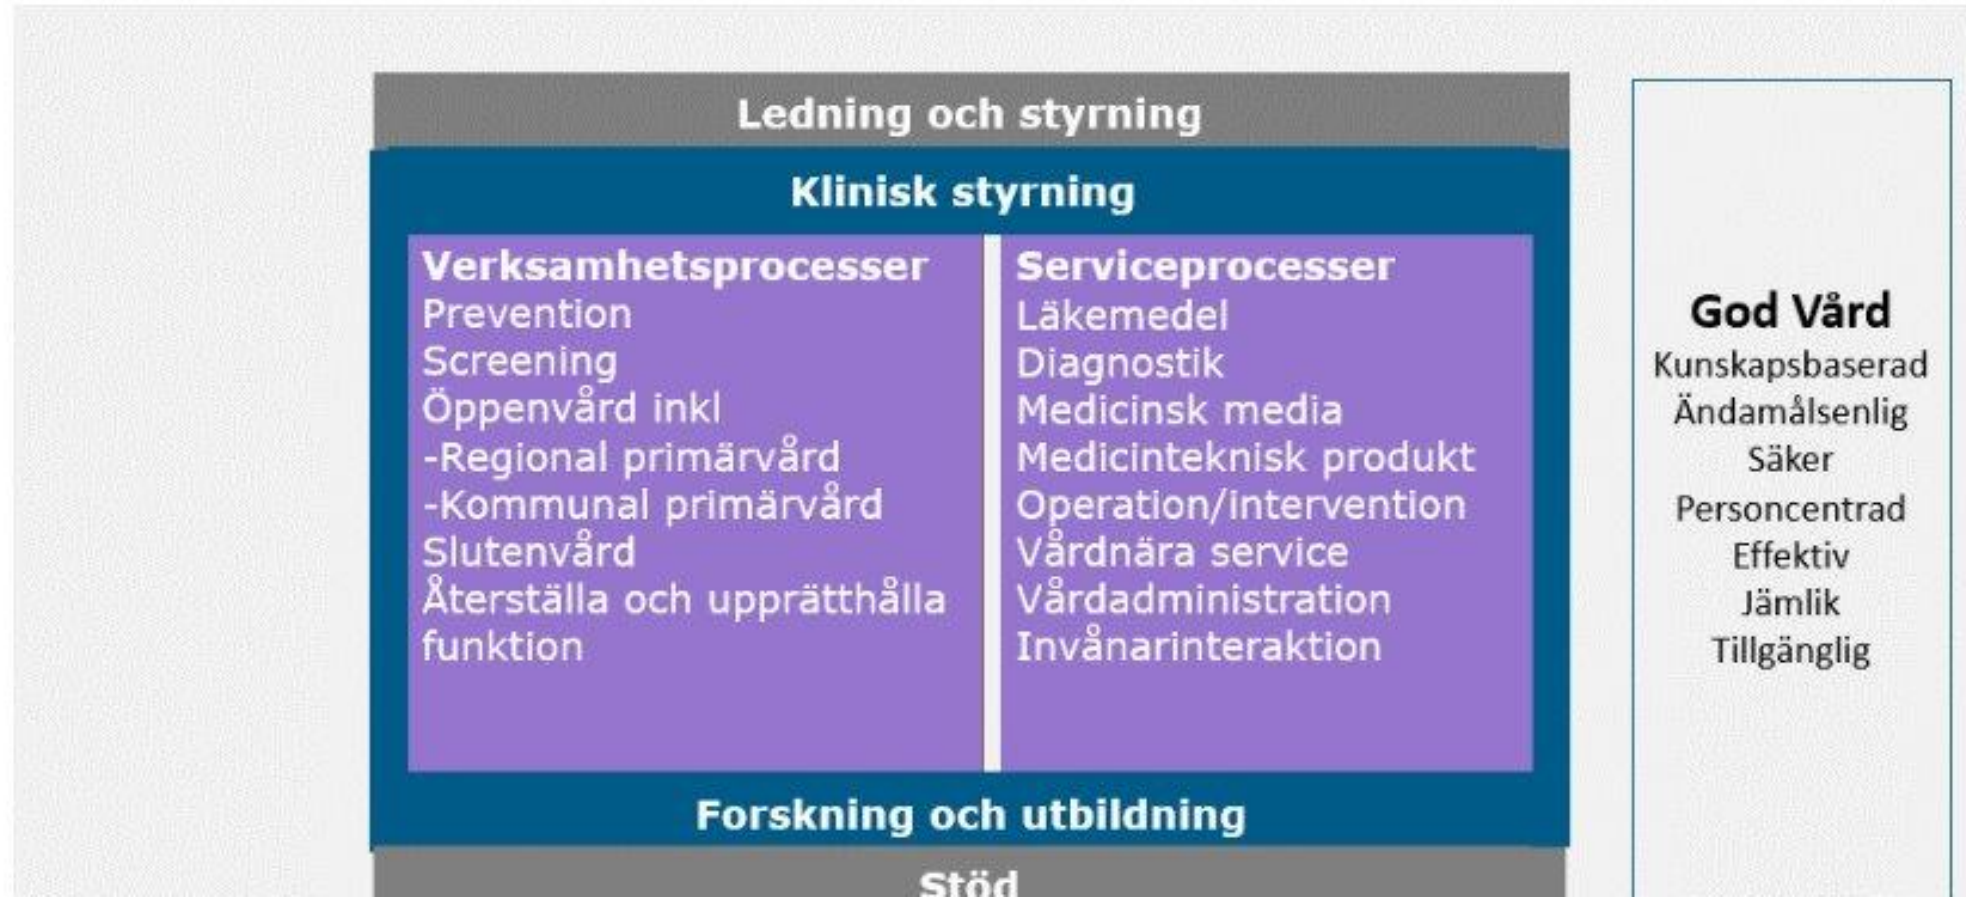 Ledning och styrning
Klinisk styrning
Verksamhetsprocesser
Prevention
Screening
Öppenvård inkl
-Regional primärvård
-Kommunal primärvård
Slutenvård
Återställa och upprätthålla
funktion
Serviceprocesser
Läkemedel
Diagnostik
Medicinsk media
Medicinteknisk produkt
Operation/intervention
Vårdnära service
Vårdadministration
Invånarinteraktion
Forskning och utbildning
Stöd
God Vård
Kunskapsbaserad
Ändamålsenlig
Säker
Personcentrad
Effektiv
Jämlik
Tillgänglig